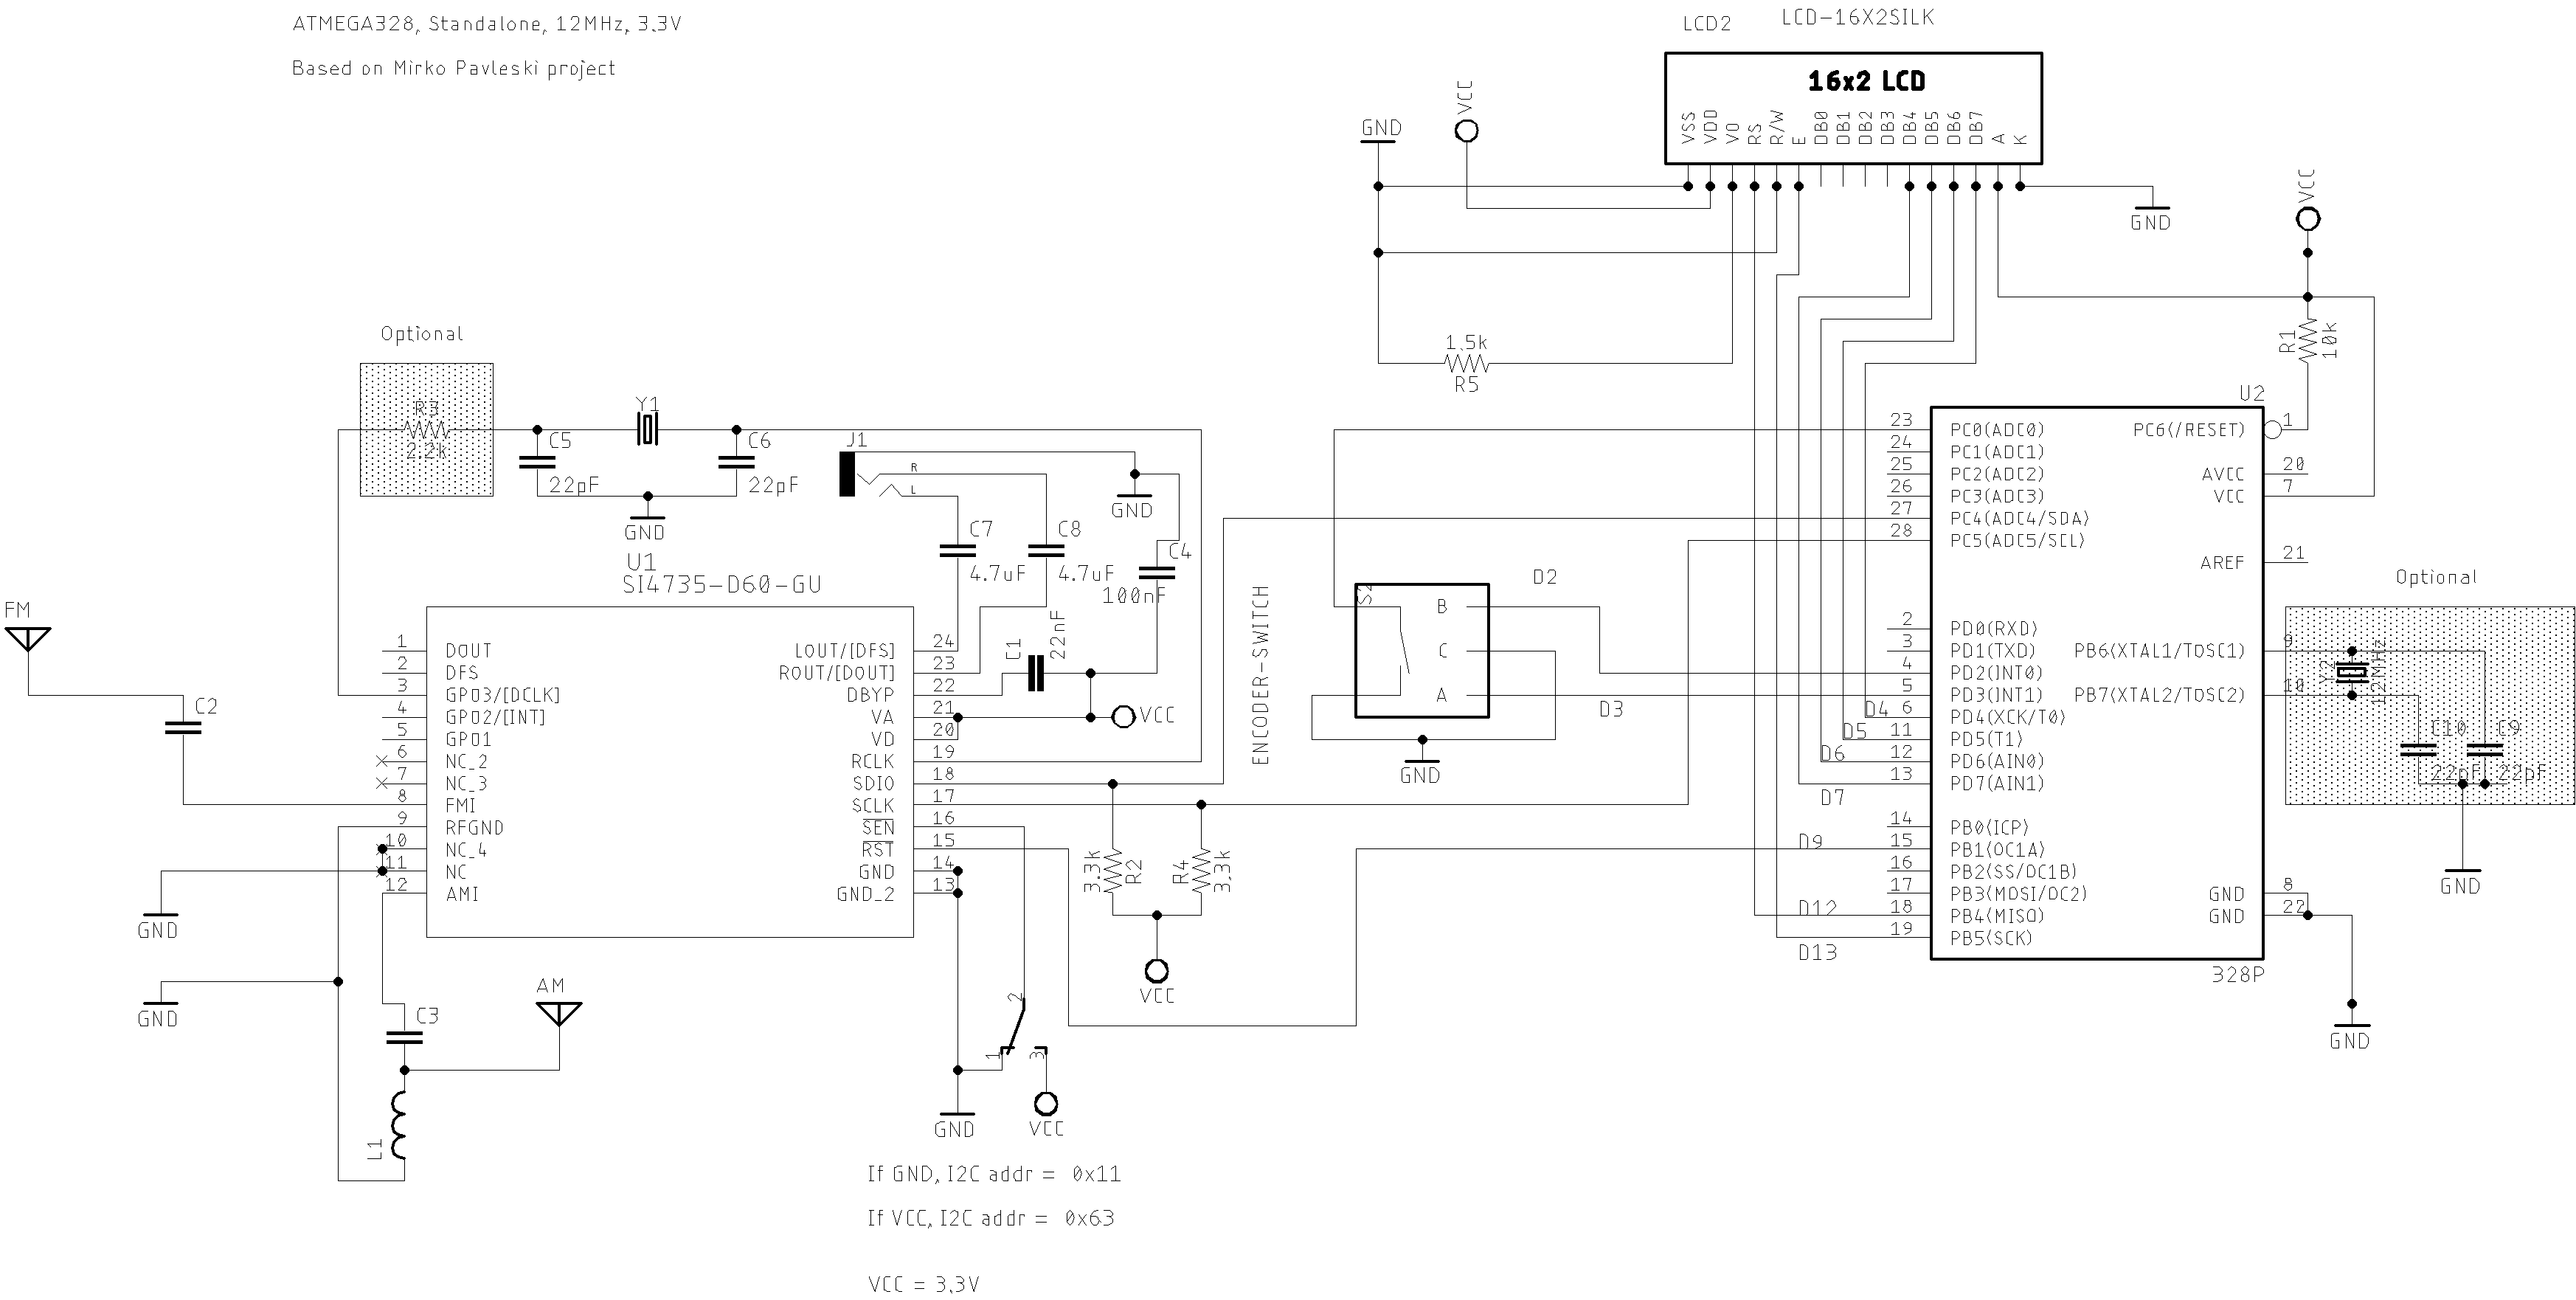 ATMEGA328, Standalone, 12MHz, 3.3V
Based on Mirko Pavleski project
LCD2
LCD-16X2SILK
16x2 LCD
VSS
VDD
VO
RS
R/W
E
DB0
DB1
DB2
DB3
DB4
DB5
DB6
DB7
A
K
GND
VCC
GND
VCC
1.5k
R5
R1
10k
Optional
R3
2.2k
Y1
C5
22pF
C6
22pF
GND
J1
R
L
GND
C7
4.7uF
C8
4.7uF
C4
100nF
C1
22nF
U1
SI4735-D60-GU
1 DOUT
2 DFS
3 GPO3/[DCLK]
4 GPO2/[INT]
5 GPO1
6 NC_2
7 NC_3
8 FMI
9 RFGND
10 NC_4
11 NC
12 AMI
LOUT/[DFS] 24
ROUT/[DOUT] 23
DBYP 22
VA 21
VD 20
RCLK 19
SDIO 18
SCLK 17
SEN 16
RST 15
GND 14
GND_2 13
VCC
FM
C2
GND
GND
C3
AM
L1
3.3k
R2
R4
3.3k
VCC
2
1
3
GND
VCC
If GND, I2C addr = 0x11
If VCC, I2C addr = 0x63
VCC = 3.3V
ENCODER-SWITCH
S2
B
C
A
GND
D2
D3
D4
D5
D6
D7
D9
D12
D13
U2
23 PC0(ADC0)
24 PC1(ADC1)
25 PC2(ADC2)
26 PC3(ADC3)
27 PC4(ADC4/SDA)
28 PC5(ADC5/SCL)
2 PD0(RXD)
3 PD1(TXD)
4 PD2(INT0)
5 PD3(INT1)
6 PD4(XCK/T0)
11 PD5(T1)
12 PD6(AIN0)
13 PD7(AIN1)
14 PB0(ICP)
15 PB1(OC1A)
16 PB2(SS/OC1B)
17 PB3(MOSI/OC2)
18 PB4(MISO)
19 PB5(SCK)
PC6(/RESET) 1
AVCC 20
VCC 7
AREF 21
PB6(XTAL1/TOSC1) 9
PB7(XTAL2/TOSC2) 10
GND 8
GND 22
328P
Optional
Y2
12MHz
C10
22pF
C9
22pF
GND
GND